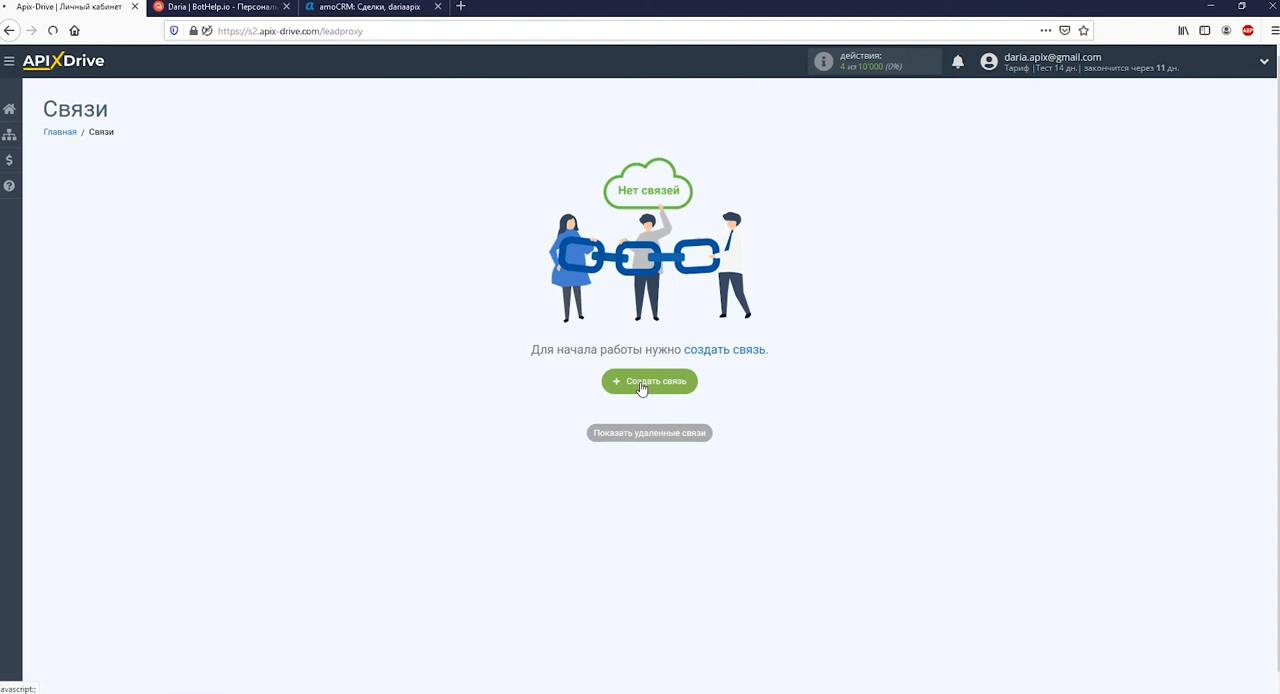 Apix-Drive | Личный кабинет
Daria | BotHelp.io - Персональ
amoCRM: Сделки, dariaapix
https://s2.apix-drive.com/leadproxy
ABP
APIXDrive
действия:
4 из 10'000 (0%)
daria.apix@gmail.com
Тариф |Тест 14 дн.| закончится через 11 дн.
Связи
Главная / Связи
Нет связей
Для начала работы нужно создать связь.
+ Создать связь
Показать удаленные связи
avascript:;